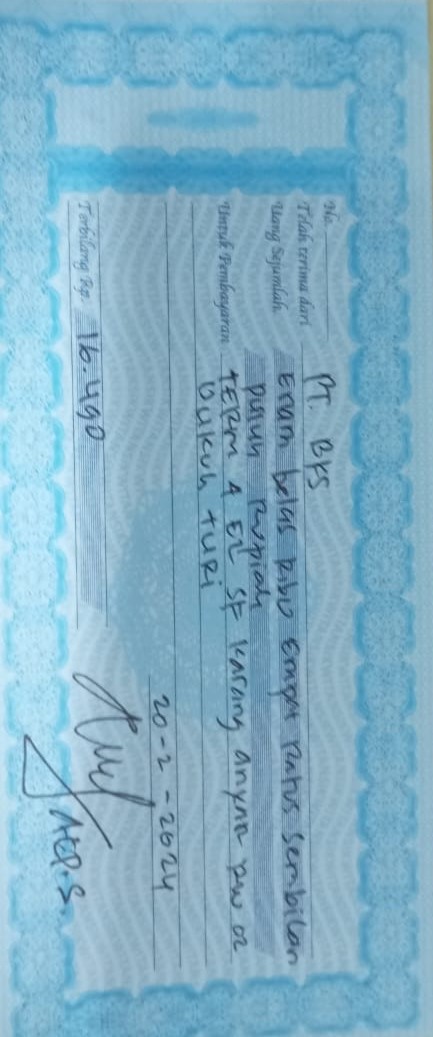 No.
Telah terima dari PT. BKS
Uang Sejumlah Enam belas Ribu Empat Ratus Sembilan
puluh Rupiah
Untuk Pembayaran TERM 4 EL SF Karang anyar RW 02
Dukuh TURi
20-2-2024
Terbilang Rp. 16.490